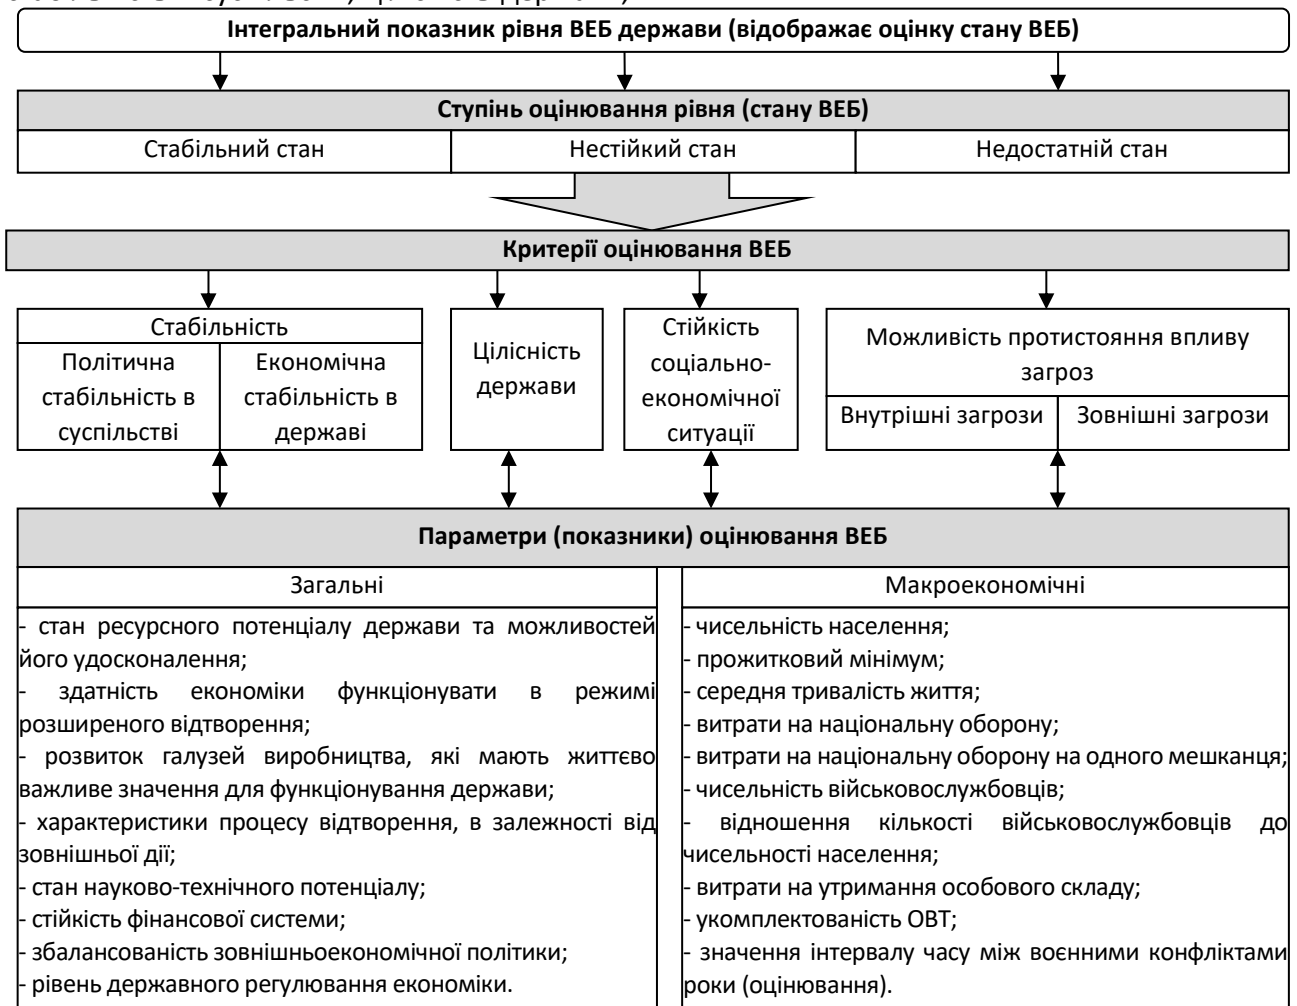 Інтегральний показник рівня ВЕБ держави (відображає оцінку стану ВЕБ)
Ступінь оцінювання рівня (стану ВЕБ)
Стабільний стан
Нестійкий стан
Недостатній стан
Критерії оцінювання ВЕБ
Стабільність
Політична
стабільність в
суспільстві
Економічна
стабільність в
державі
Цілісність
держави
Стійкість
соціально-
економічної
ситуації
Можливість протистояння впливу
загроз
Внутрішні загрози
Зовнішні загрози
Параметри (показники) оцінювання ВЕБ
Загальні
- стан ресурсного потенціалу держави та можливостей
його удосконалення;
- здатність економіки функціонувати в режимі
розширеного відтворення;
- розвиток галузей виробництва, які мають життєво
важливе значення для функціонування держави;
- характеристики процесу відтворення, в залежності від
зовнішньої дії;
- стан науково-технічного потенціалу;
- стійкість фінансової системи;
- збалансованість зовнішньоекономічної політики;
- рівень державного регулювання економіки.
Макроекономічні
- чисельність населення;
- прожитковий мінімум;
- середня тривалість життя;
- витрати на національну оборону;
- витрати на національну оборону на одного мешканця;
- чисельність військовослужбовців;
- відношення кількості військовослужбовців до
чисельності населення;
- витрати на утримання особового складу;
- укомплектованість ОВТ;
- значення інтервалу часу між воєнними конфліктами
роки (оцінювання).